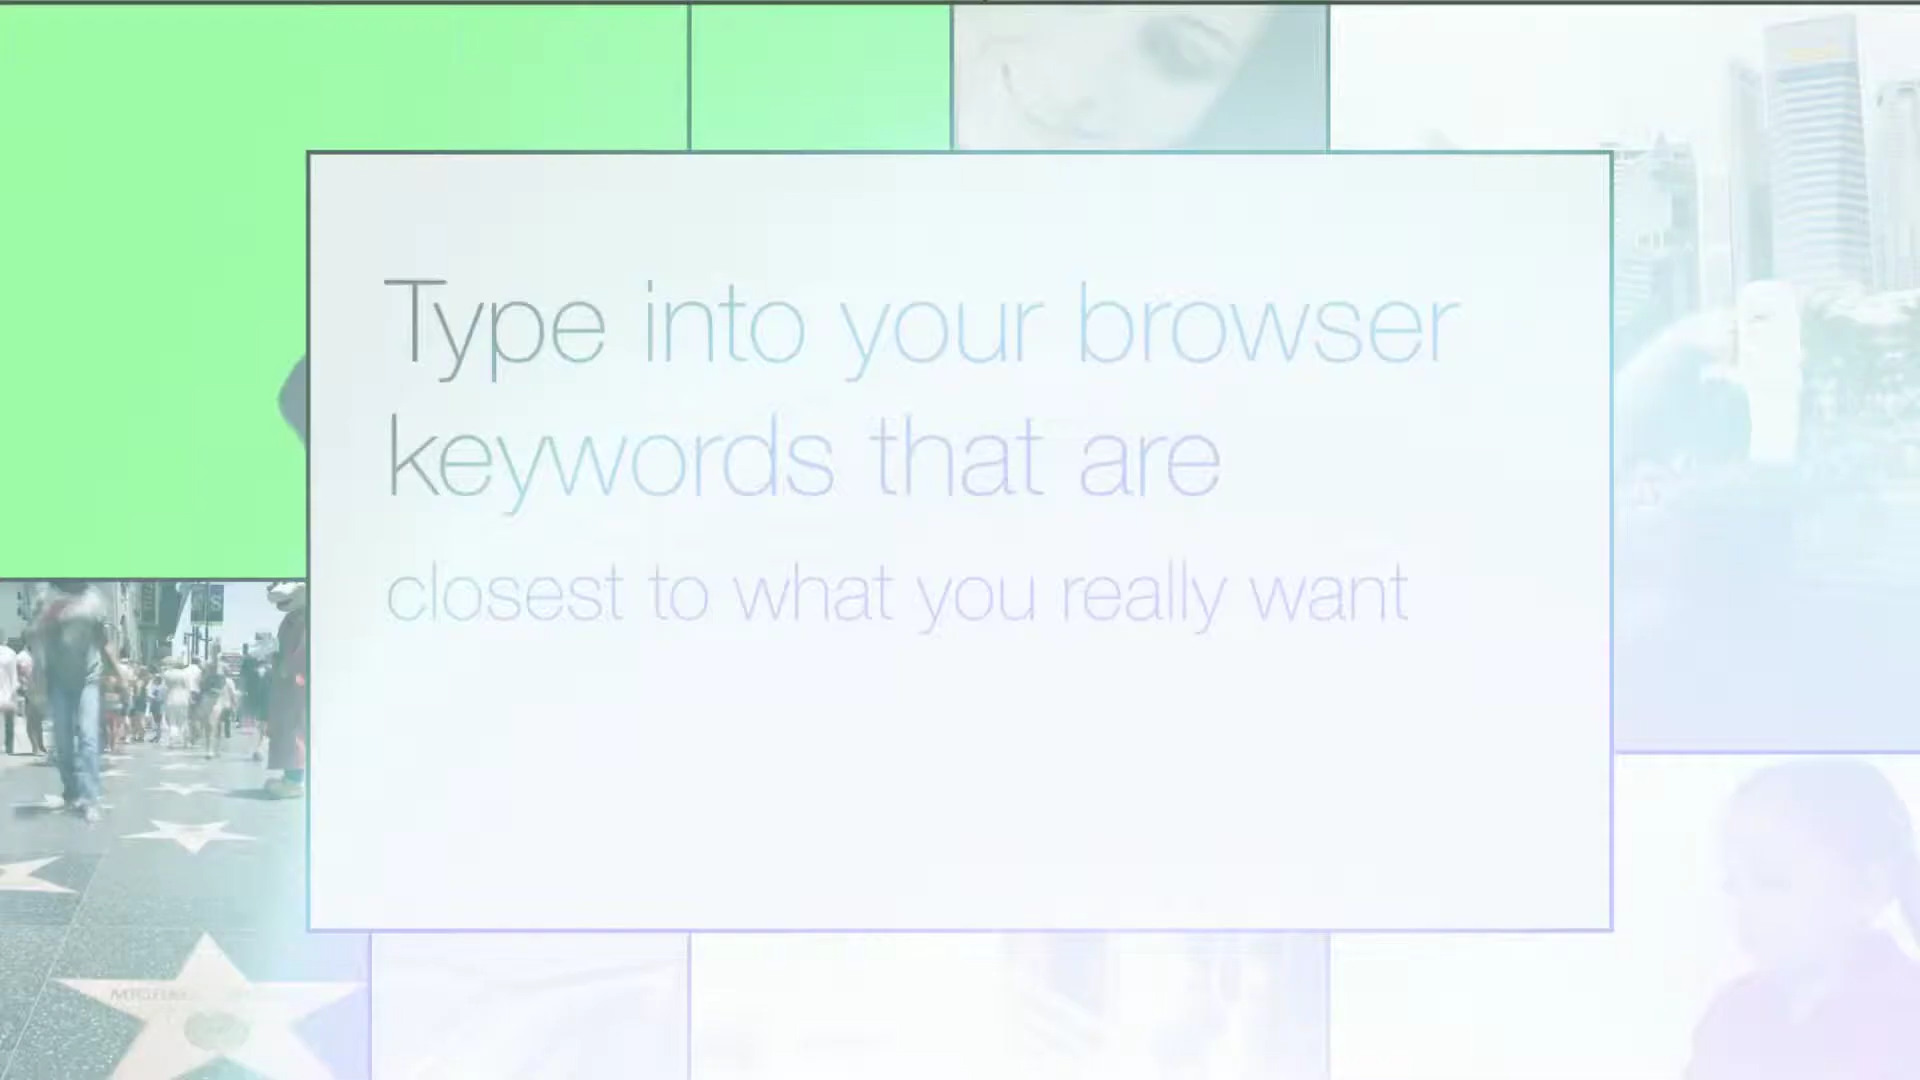 Type into your browser
keywords that are
closest to what you really want